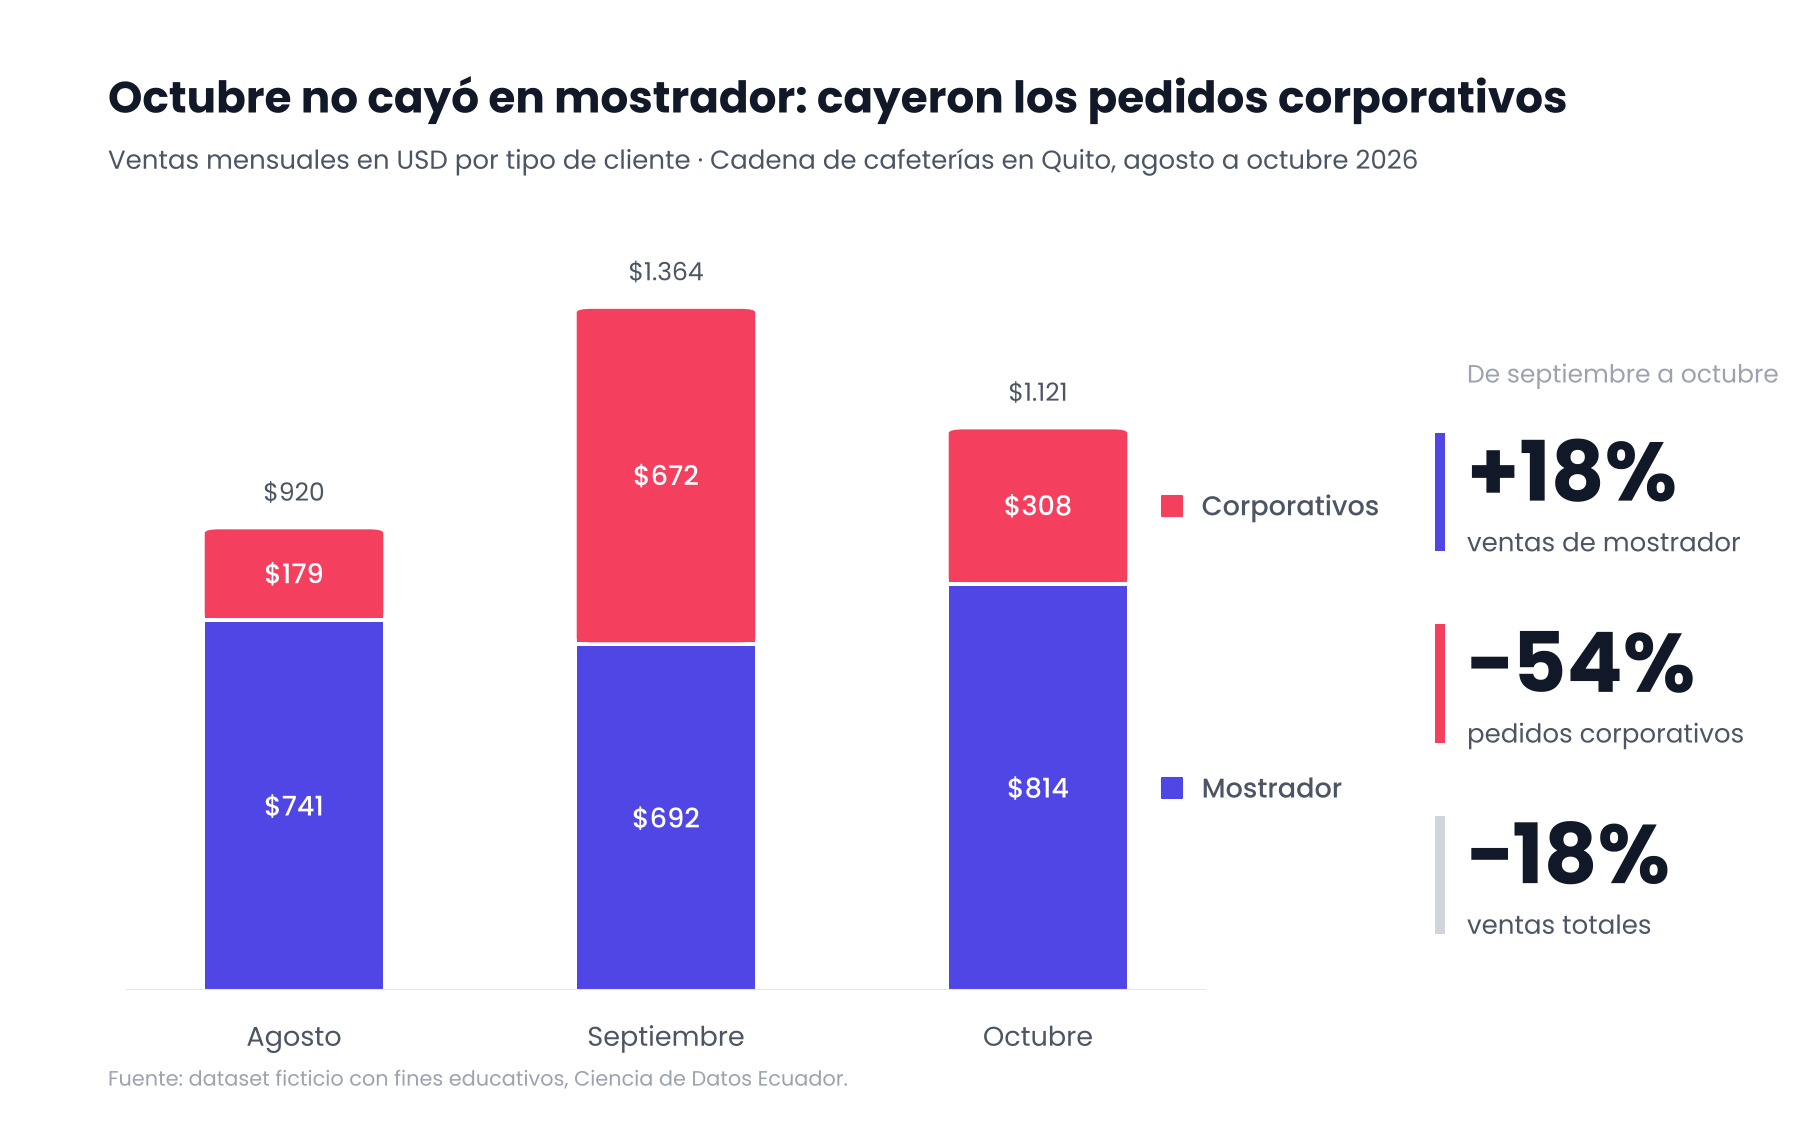 Octubre no cayó en mostrador: cayeron los pedidos corporativos
Ventas mensuales en USD por tipo de cliente · Cadena de cafeterías en Quito, agosto a octubre 2026
$1.364
$1.121
$920
$672
$308
$179
$741
$692
$814
Corporativos
Mostrador
De septiembre a octubre
+18%
ventas de mostrador
-54%
pedidos corporativos
-18%
ventas totales
Agosto
Septiembre
Octubre
Fuente: dataset ficticio con fines educativos, Ciencia de Datos Ecuador.